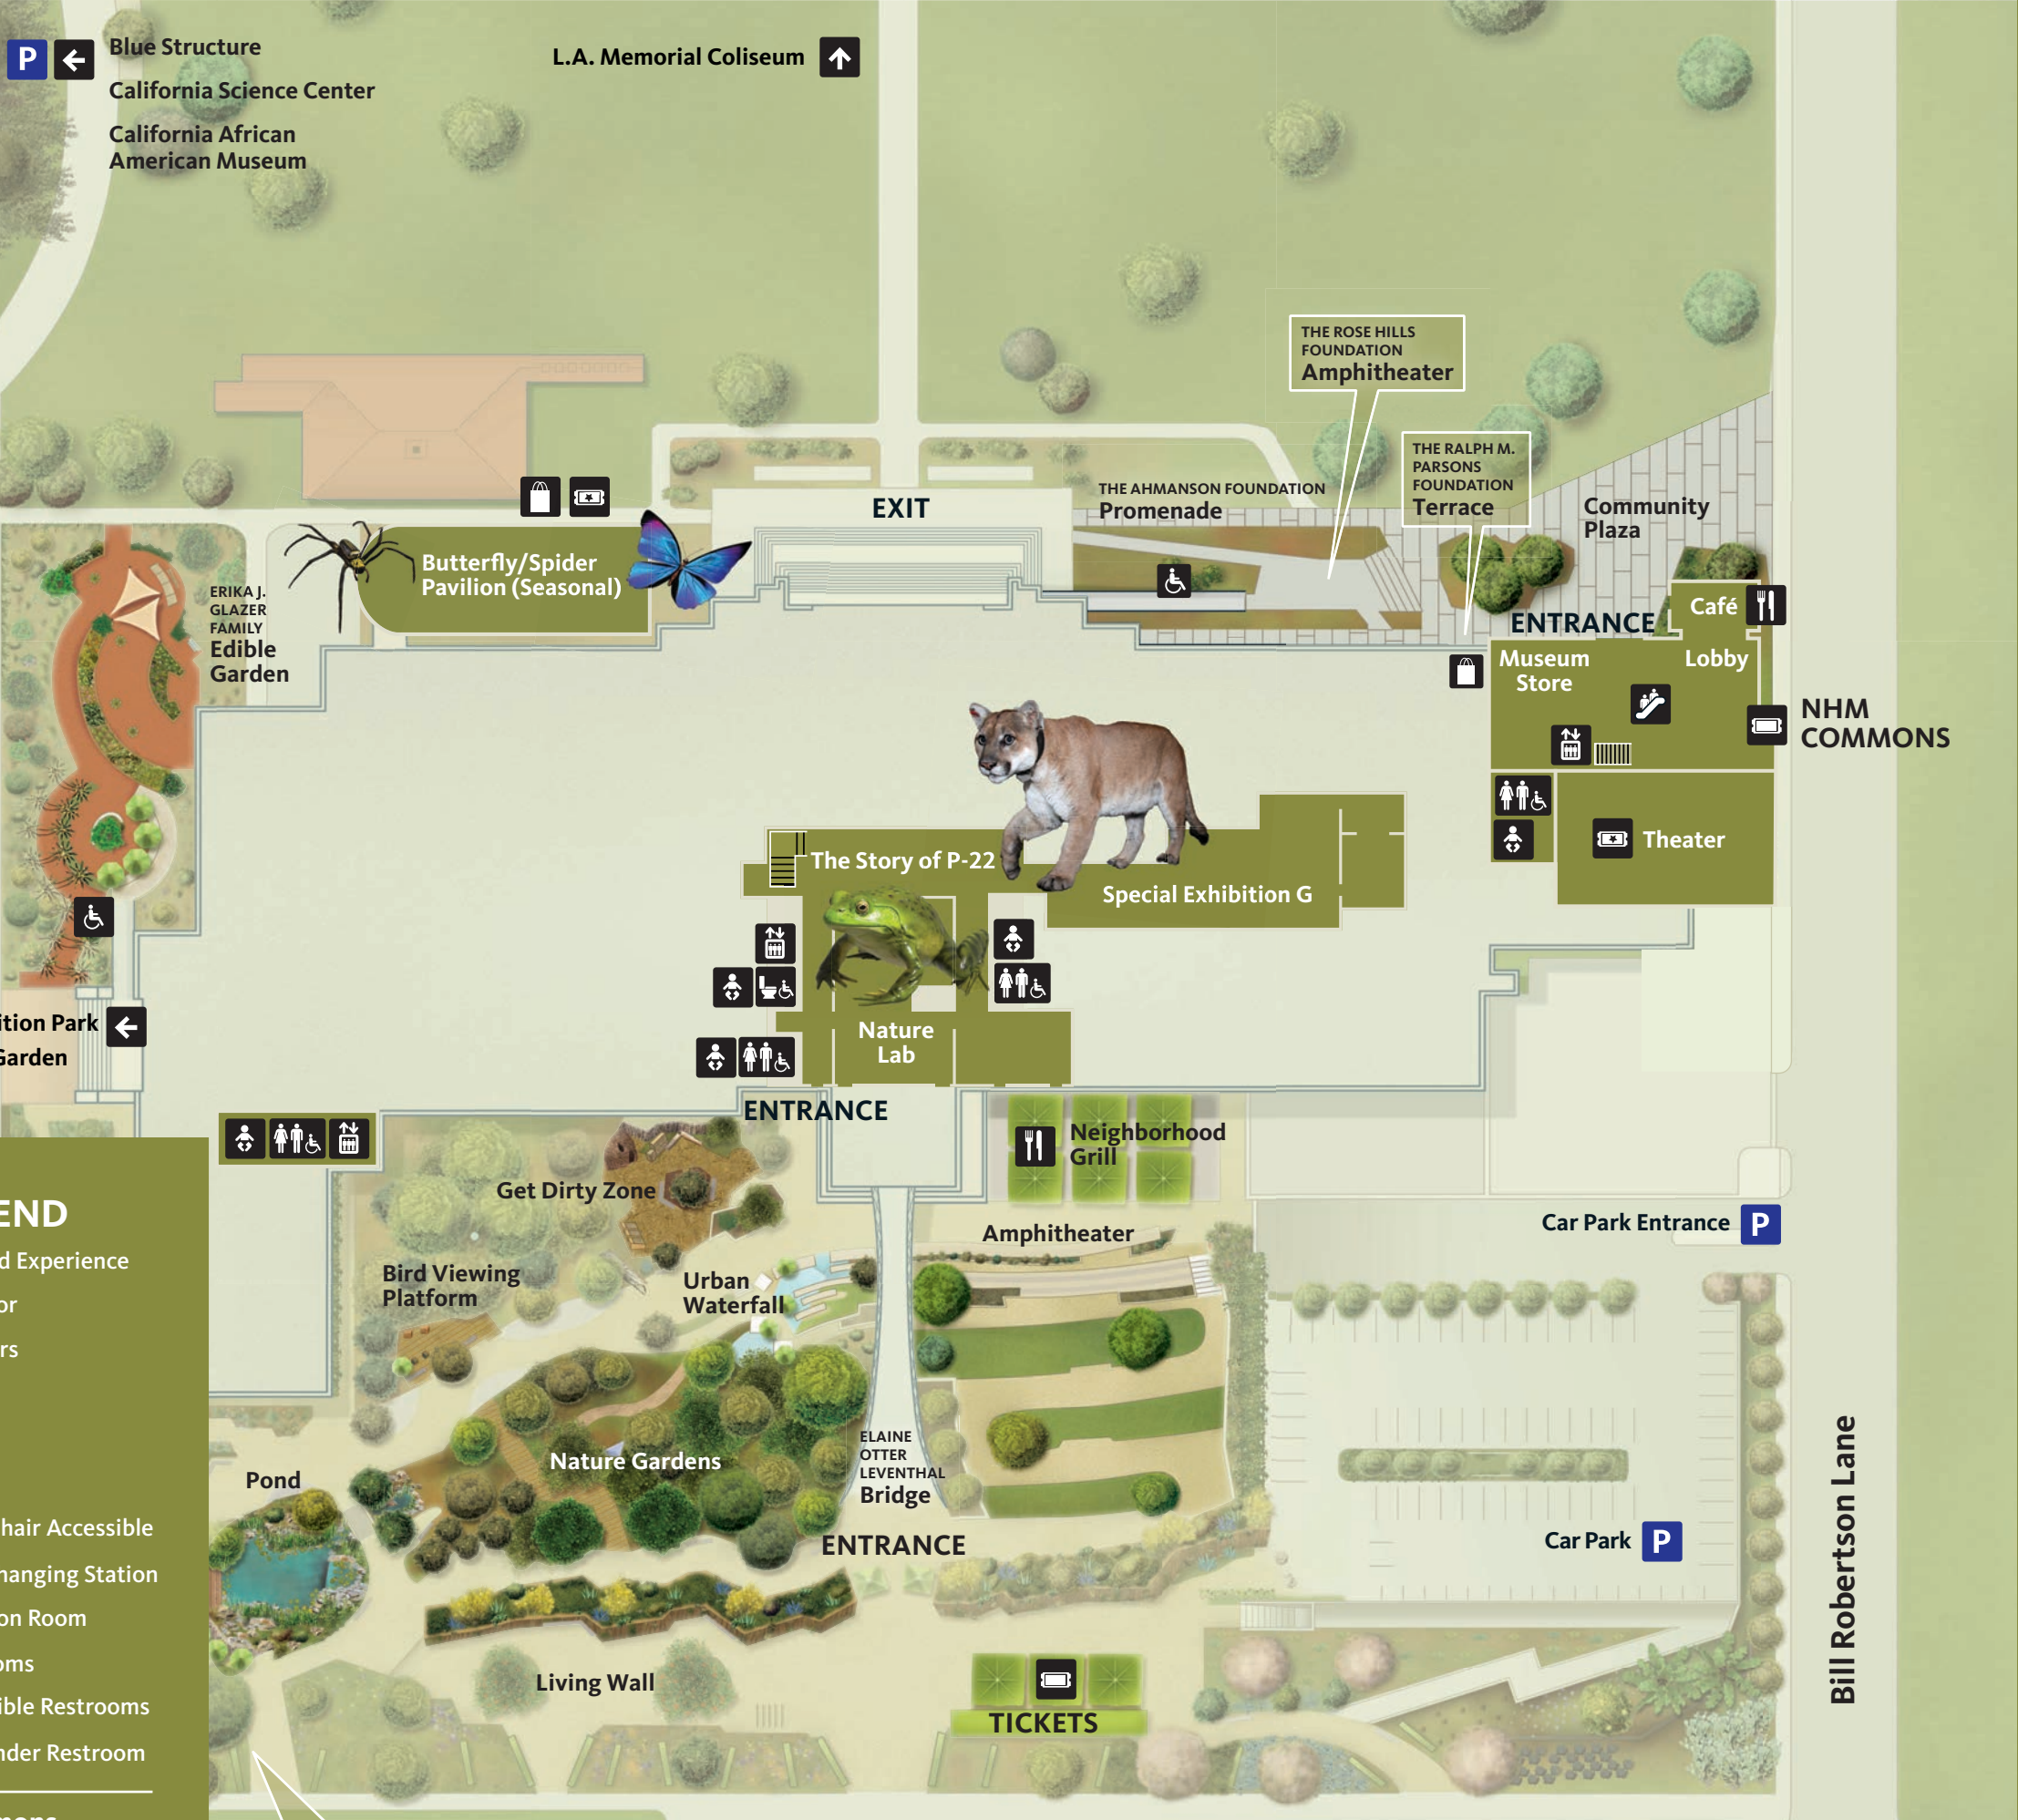 P
Blue Structure
California Science Center
California African
American Museum
L.A. Memorial Coliseum
THE ROSE HILLS
FOUNDATION
Amphitheater
THE RALPH M.
PARSONS
FOUNDATION
Terrace
THE AHMANSON FOUNDATION
Promenade
Community
Plaza
EXIT
Butterfly/Spider
Pavilion (Seasonal)
ERIKA J.
GLAZER
FAMILY
Edible
Garden
ENTRANCE
Café
Museum
Store
Lobby
NHM
COMMONS
Theater
The Story of P-22
Special Exhibition G
Nature
Lab
ition Park
Garden
ENTRANCE
Neighborhood
Grill
Get Dirty Zone
Amphitheater
Car Park Entrance P
Bird Viewing
Platform
Urban
Waterfall
Nature Gardens
ELAINE
OTTER
LEVENTHAL
Bridge
Pond
ENTRANCE
Car Park P
Bill Robertson Lane
Living Wall
TICKETS
END
d Experience
or
rs
hair Accessible
hanging Station
on Room
oms
ible Restrooms
nder Restroom